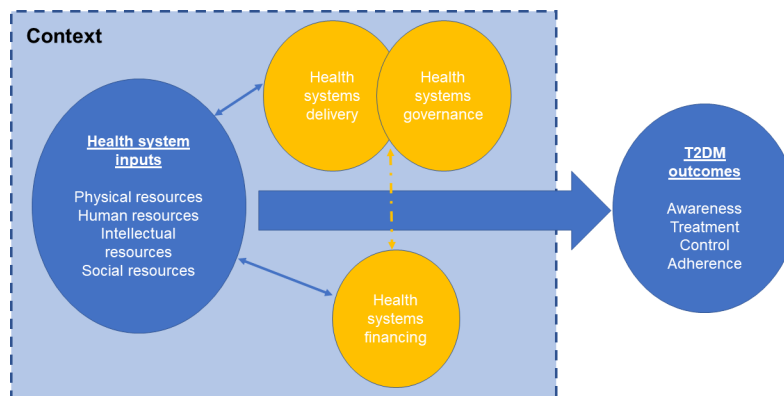 Context
Health system
inputs
Physical resources
Human resources
Intellectual
resources
Social resources
Health
systems
delivery
Health
systems
governance
Health
systems
financing
T2DM
outcomes
Awareness
Treatment
Control
Adherence